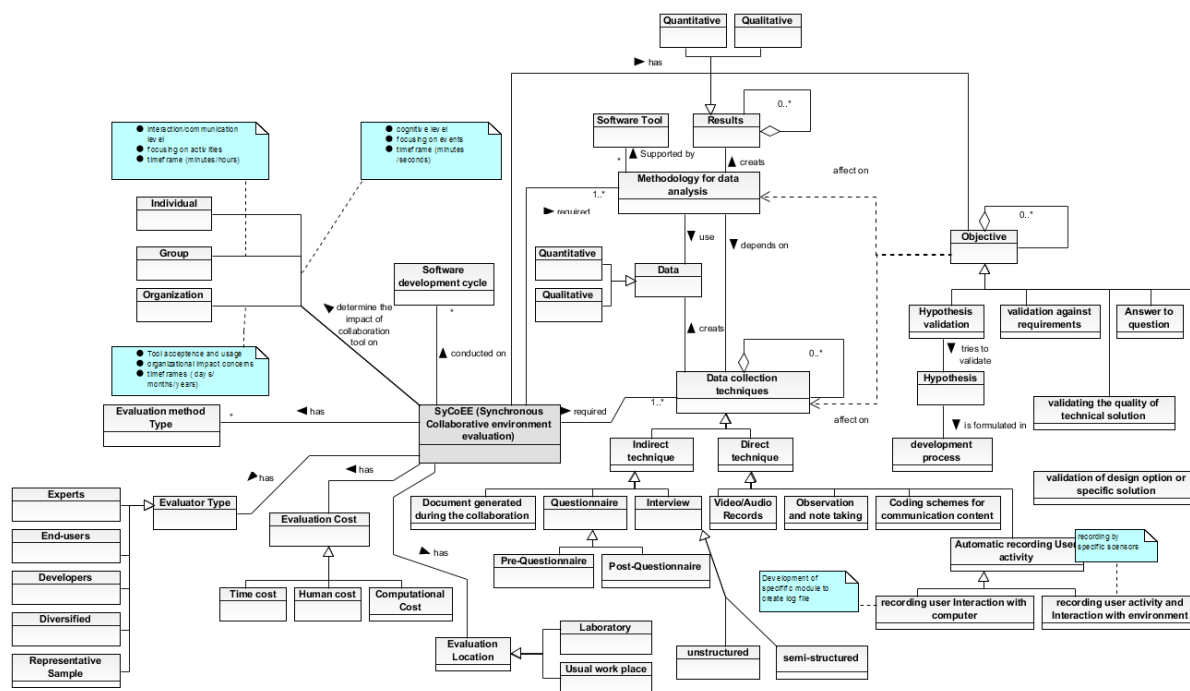 Quantitative
Qualitative
has
0..*
Software Tool
Results
* Supported by
creats
affect on
Methodology for data
analysis
1..*
required
use
depends on
0..*
Objective
● Interaction/communication
level
● focusing on activities
● timeframe (minutes/hours)
● cognitive level
● focusing on events
● timeframe (minutes
/seconds)
Individual
Group
Organization
Software
development cycle
*
Quantitative
Qualitative
Data
determine the
impact of
collaboration
tool on
conducted on
creats
0..*
Hypothesis
validation
validation against
requirements
Answer to
question
tries to
validate
Hypothesis
● Tool acceptence and usage
● organizational impact concerns
● timeframes ( days/
months/years)
Data collection
techniques
1..*
required
affect on
validating the quality of
technical solution
is formulated in
development
process
Evaluation method
Type
*
has
SyCoEE (Synchronous
Collaborative environment
evaluation)
Indirect
technique
Direct
technique
validation of design option or
specific solution
has
has
has
Experts
End-users
Developers
Diversified
Representative
Sample
Evaluator Type
Evaluation Cost
Time cost
Human cost
Computational
Cost
Document generated
during the collaboration
Questionnaire
Interview
Video/Audio
Records
Observation
and note taking
Coding schemes for
communication content
Pre-Questionnaire
Post-Questionnaire
Automatic recording User
activity
recording by
specific scensors
Development of
speciffic module to
create log file
recording user Interaction with
computer
recording user activity and
Interaction with environment
Evaluation
Location
Laboratory
Usual work place
unstructured
semi-structured